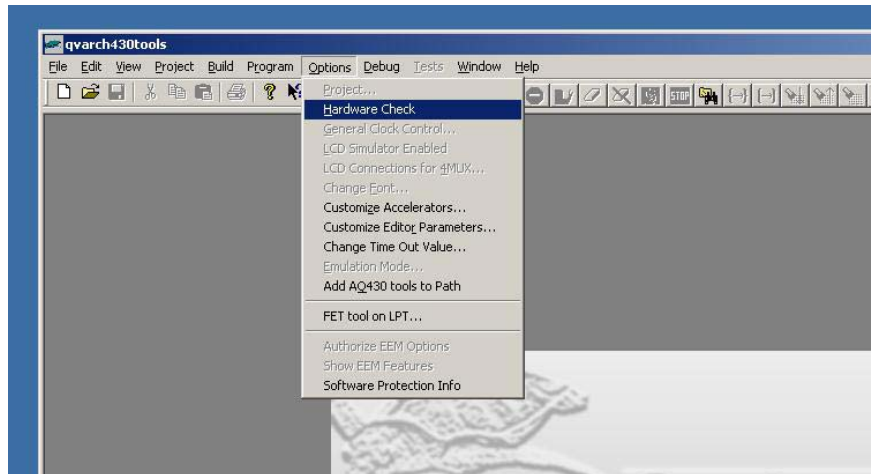 qvarch430tools
File Edit View Project Build Program Options Debug Tests Window Help
Project...
Hardware Check
General Clock Control...
LCD Simulator Enabled
LCD Connections for 4MUX...
Change Font...
Customize Accelerators...
Customize Editor Parameters...
Change Time Out Value...
Emulation Mode...
Add AQ430 tools to Path
FET tool on LPT...
Authorize EEM Options
Show EEM Features
Software Protection Info
STOP